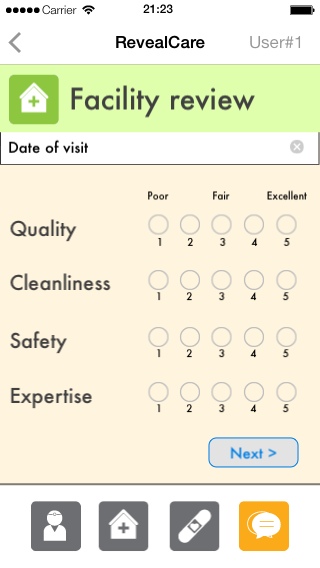 Carrier 21:23
RevealCare User#1
Facility review
Date of visit
Poor Fair Excellent
Quality
1 2 3 4 5
Cleanliness
1 2 3 4 5
Safety
1 2 3 4 5
Expertise
1 2 3 4 5
Next >